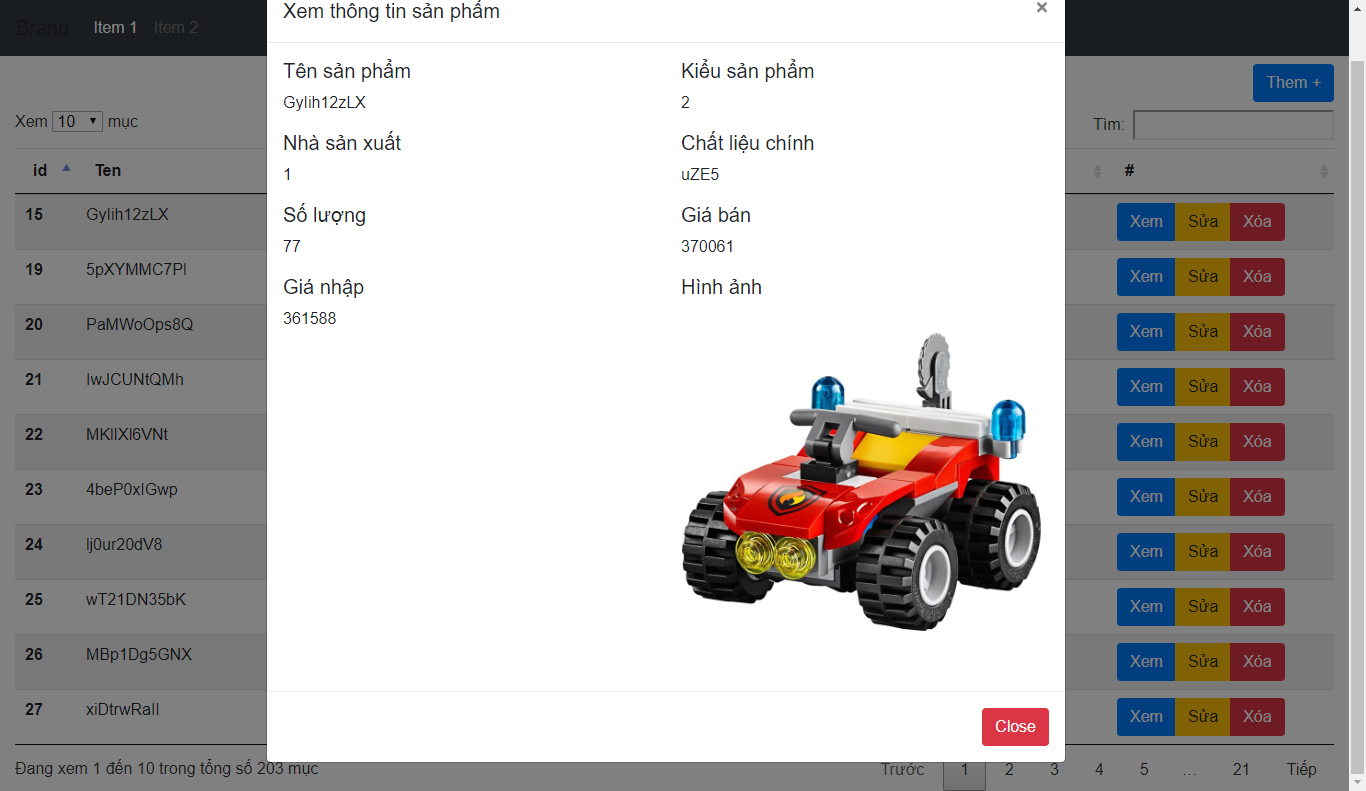 Brand Item 1 Item 2
Xem thông tin sản phẩm ×
Them +
Xem 10 mục
Tìm:
id Ten #
Tên sản phẩm
Gylih12zLX
Kiểu sản phẩm
2
Nhà sản xuất
1
Chất liệu chính
uZE5
Số lượng
77
Giá bán
370061
Giá nhập
361588
Hình ảnh
15 Gylih12zLX Xem Sửa Xóa
19 5pXYMMC7Pl Xem Sửa Xóa
20 PaMWoOps8Q Xem Sửa Xóa
21 IwJCUNtQMh Xem Sửa Xóa
22 MKlIXl6VNt Xem Sửa Xóa
23 4beP0xIGwp Xem Sửa Xóa
24 lj0ur20dV8 Xem Sửa Xóa
25 wT21DN35bK Xem Sửa Xóa
26 MBp1Dg5GNX Xem Sửa Xóa
27 xiDtrwRaIl Xem Sửa Xóa
Close
Đang xem 1 đến 10 trong tổng số 203 mục
Trước 1 2 3 4 5 … 21 Tiếp